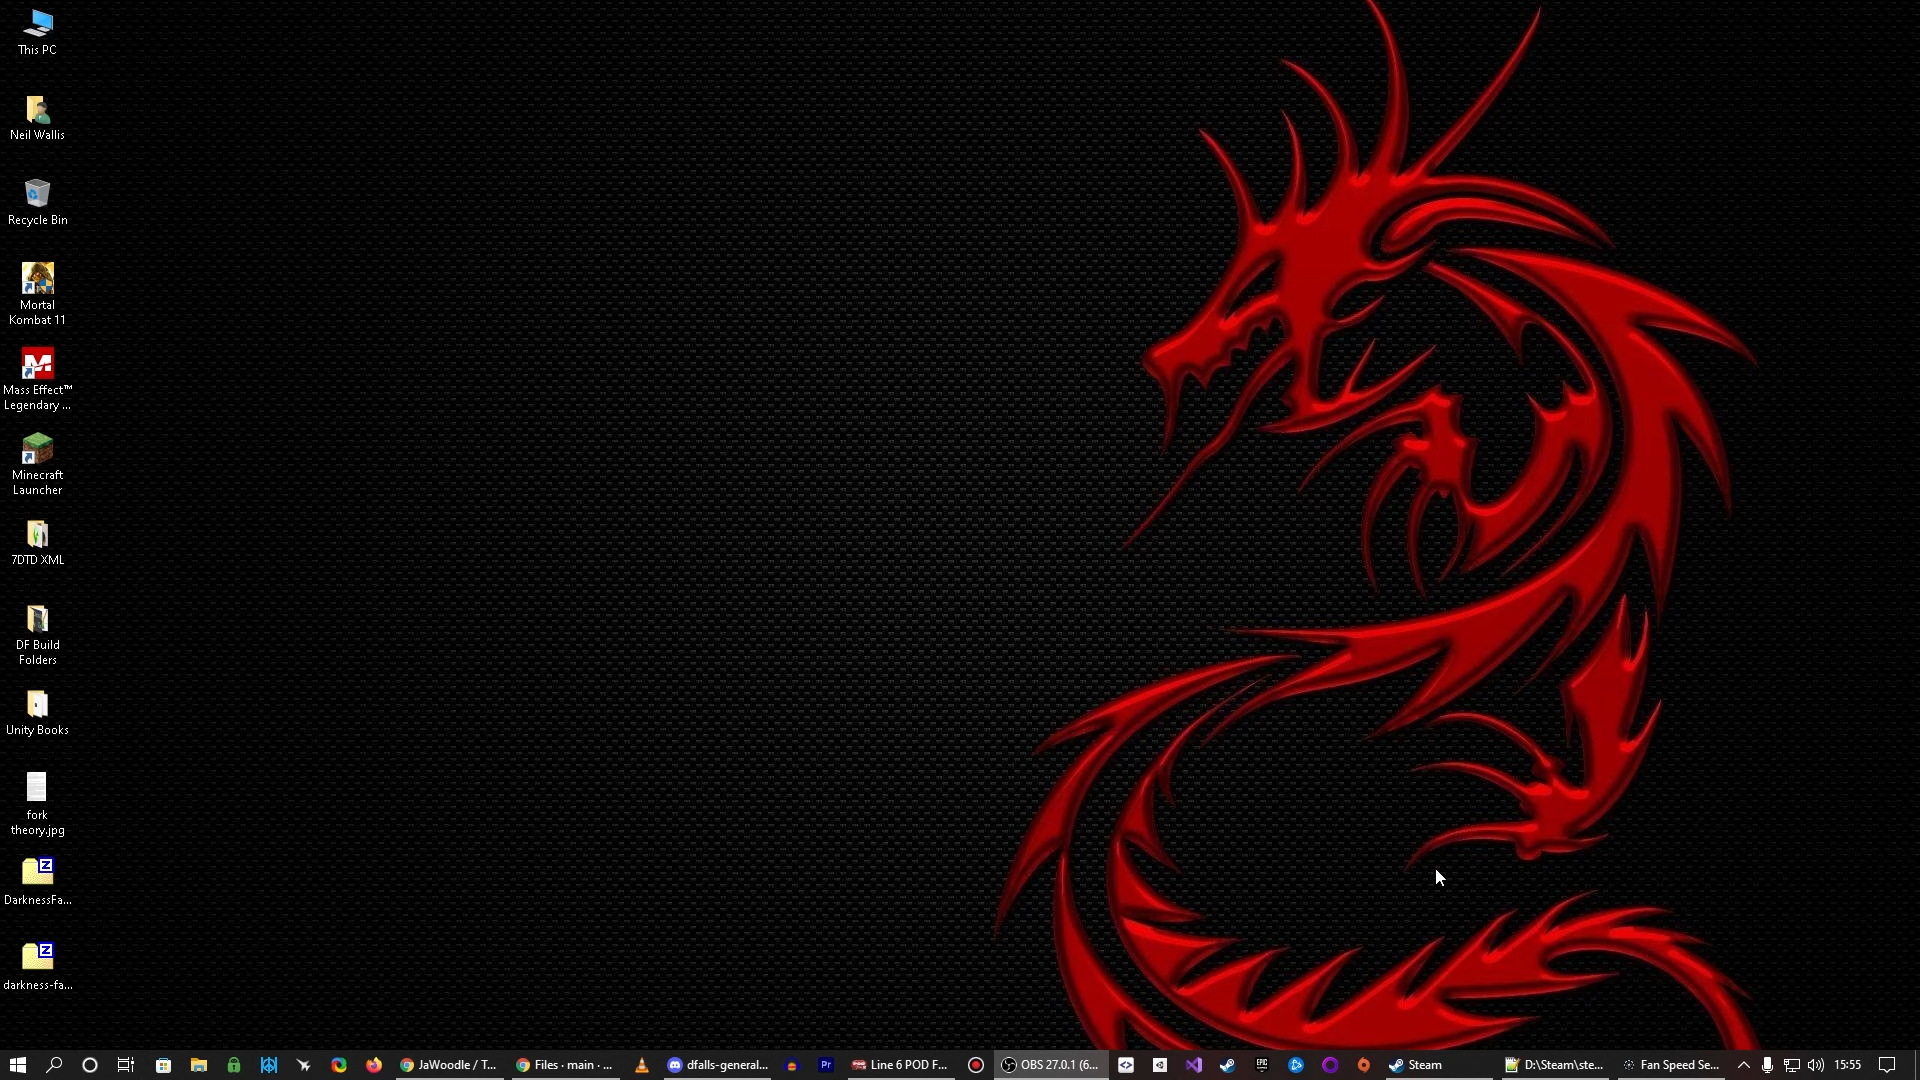 This PC
Neil Wallis
Recycle Bin
Mortal
Kombat 11
Mass Effect™
Legendary ...
Minecraft
Launcher
7DTD XML
DF Build
Folders
Unity Books
fork
theory.jpg
DarknessFa...
darkness-fa...
JaWoodle / T...
Files · main · ...
dfalls-general...
Pr
Line 6 POD F...
OBS 27.0.1 (6...
EPIC
Steam
D:\Steam\ste...
Fan Speed Se...
15:55